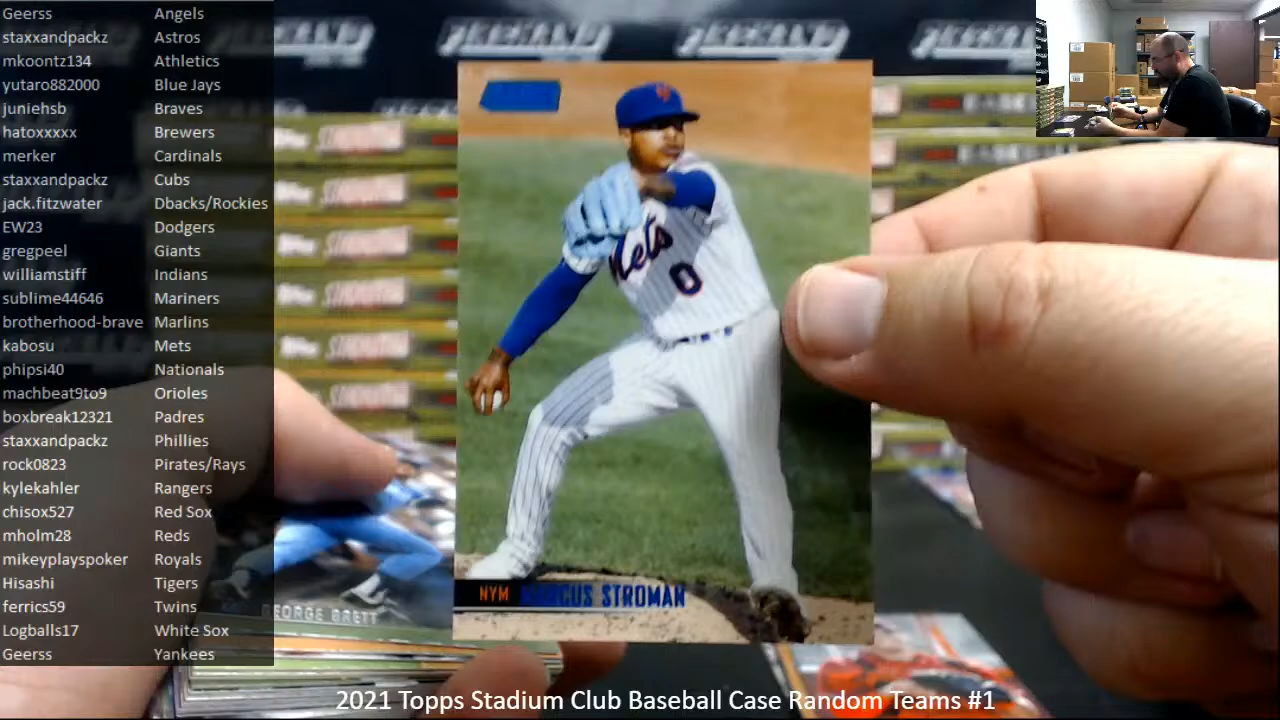 Geerss Angels
staxxandpackz Astros
mkoontz134 Athletics
yutaro882000 Blue Jays
juniehsb Braves
hatoxxxxx Brewers
merker Cardinals
staxxandpackz Cubs
jack.fitzwater Dbacks/Rockies
EW23 Dodgers
gregpeel Giants
williamstiff Indians
sublime44646 Mariners
brotherhood-brave Marlins
kabosu Mets
phipsi40 Nationals
machbeat9to9 Orioles
boxbreak12321 Padres
staxxandpackz Phillies
rock0823 Pirates/Rays
kylekahler Rangers
chisox527 Red Sox
mholm28 Reds
mikeyplayspoker Royals
Hisashi Tigers
ferrics59 Twins
Logballs17 White Sox
Geerss Yankees
Mets
0
NYM MARCUS STROMAN
GEORGE BRETT
2021 Topps Stadium Club Baseball Case Random Teams #1